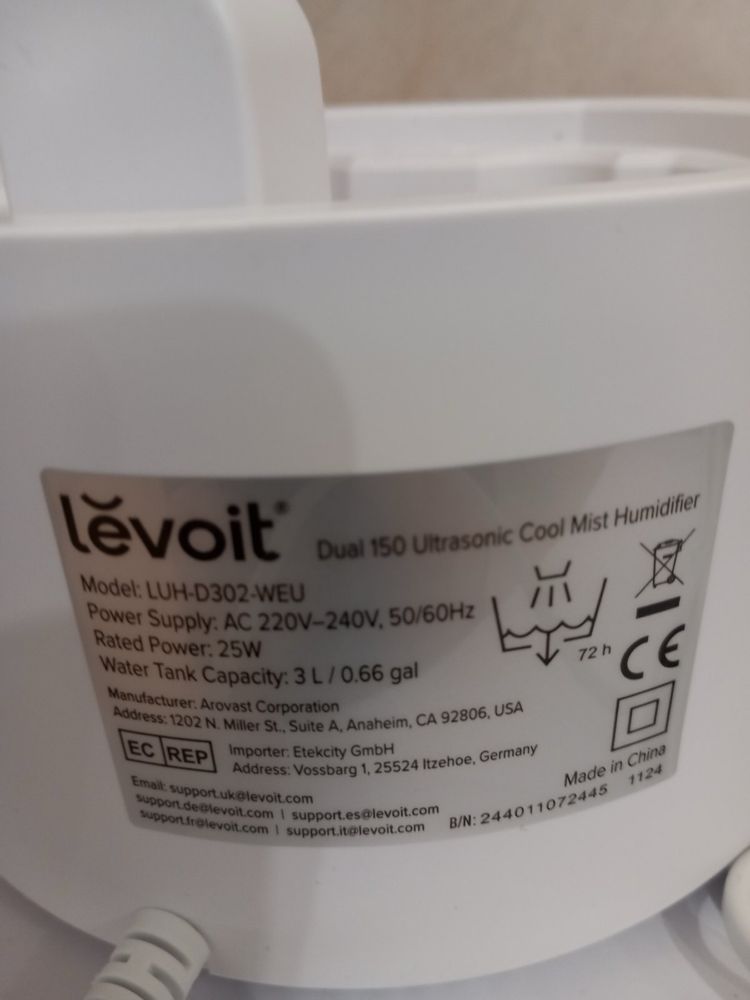 levoit®
Dual 150 Ultrasonic Cool Mist Humidifier
Model: LUH-D302-WEU
Power Supply: AC 220V–240V, 50/60Hz
Rated Power: 25W
Water Tank Capacity: 3 L / 0.66 gal
72 h
CE
Manufacturer: Arovast Corporation
Address: 1202 N. Miller St., Suite A, Anaheim, CA 92806, USA
EC REP
Importer: Etekcity GmbH
Address: Vossbarg 1, 25524 Itzehoe, Germany
Email: support.uk@levoit.com
support.de@levoit.com | support.es@levoit.com
support.fr@levoit.com | support.it@levoit.com
Made in China
B/N: 244011072445 1124